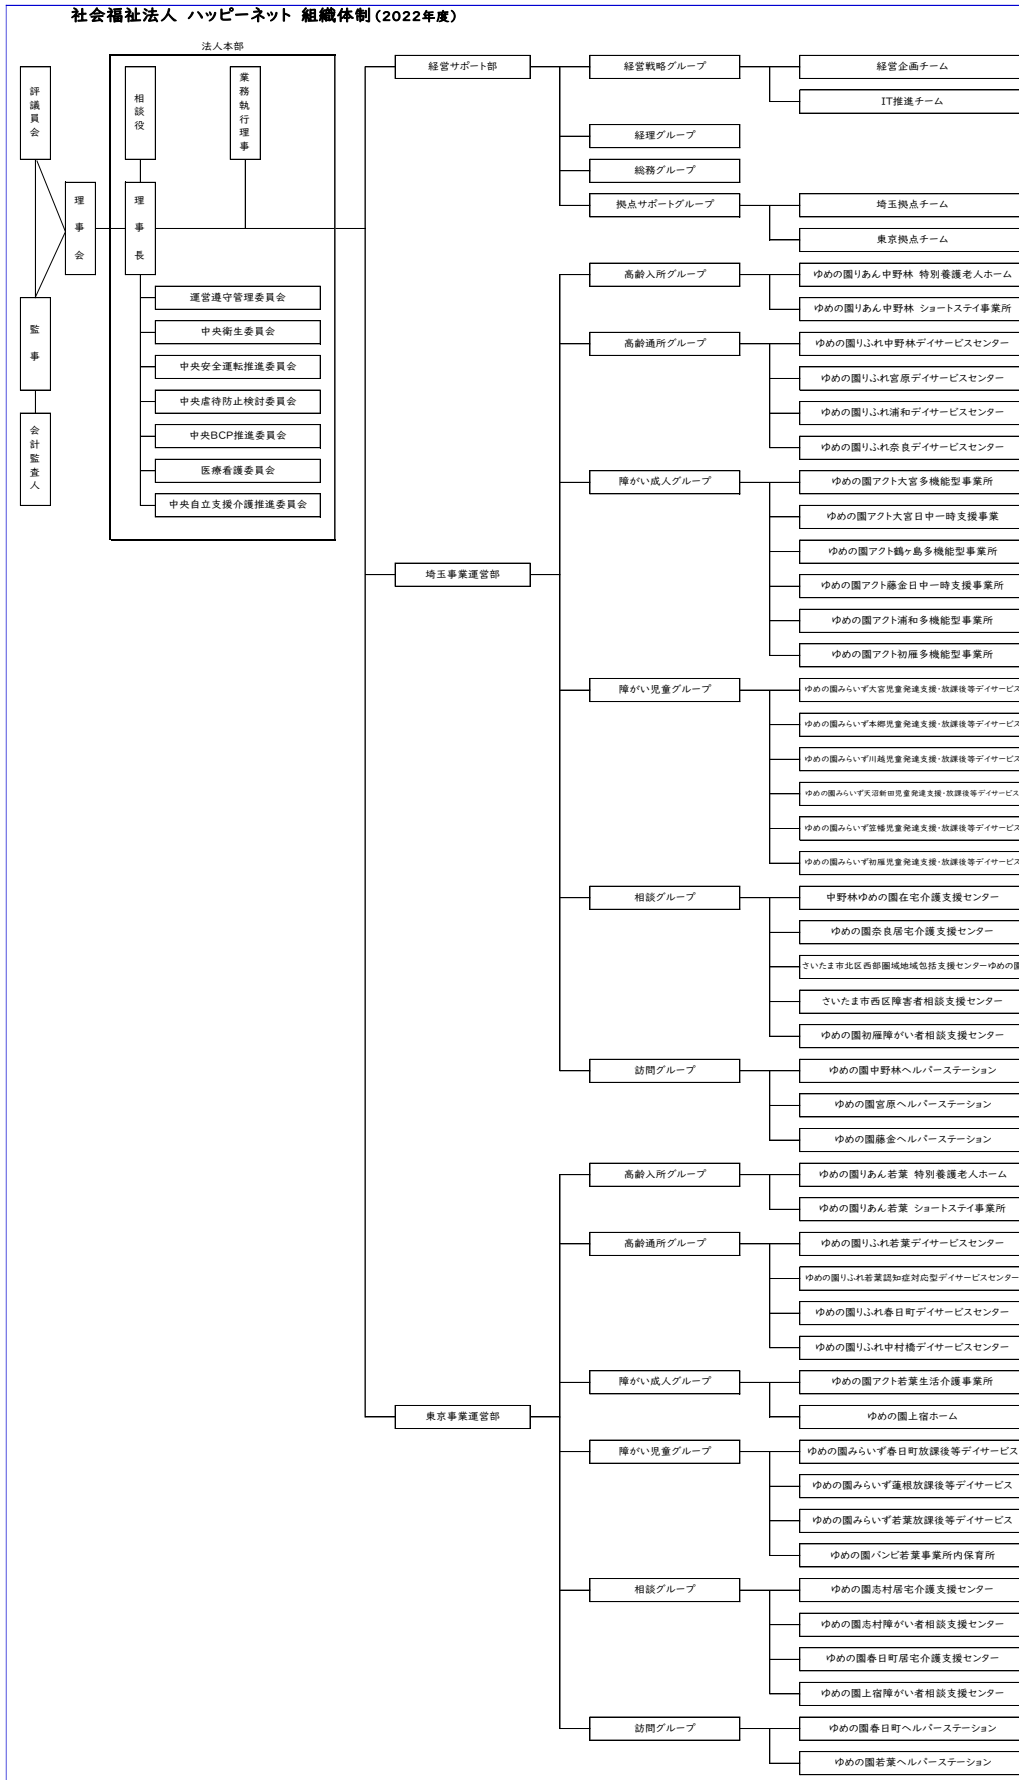 社会福祉法人 ハッピーネット 組織体制(2022年度)
法人本部
評議員会
相談役
業務執行理事
理事会
理事長
監事
会計監査人
運営遵守管理委員会
中央衛生委員会
中央安全運転推進委員会
中央虐待防止検討委員会
中央BCP推進委員会
医療看護委員会
中央自立支援介護推進委員会
経営サポート部
経営戦略グループ
経営企画チーム
IT推進チーム
経理グループ
総務グループ
拠点サポートグループ
埼玉拠点チーム
東京拠点チーム
埼玉事業運営部
高齢入所グループ
ゆめの園りあん中野林 特別養護老人ホーム
ゆめの園りあん中野林 ショートステイ事業所
高齢通所グループ
ゆめの園りふれ中野林デイサービスセンター
ゆめの園りふれ宮原デイサービスセンター
ゆめの園りふれ浦和デイサービスセンター
ゆめの園りふれ奈良デイサービスセンター
障がい成人グループ
ゆめの園アクト大宮多機能型事業所
ゆめの園アクト大宮日中一時支援事業
ゆめの園アクト鶴ヶ島多機能型事業所
ゆめの園アクト藤金日中一時支援事業所
ゆめの園アクト浦和多機能型事業所
ゆめの園アクト初雁多機能型事業所
障がい児童グループ
ゆめの園みらいず大宮児童発達支援・放課後等デイサービス
ゆめの園みらいず本郷児童発達支援・放課後等デイサービス
ゆめの園みらいず川越児童発達支援・放課後等デイサービス
ゆめの園みらいず天沼新田児童発達支援・放課後等デイサービス
ゆめの園みらいず笠幡児童発達支援・放課後等デイサービス
ゆめの園みらいず初雁児童発達支援・放課後等デイサービス
相談グループ
中野林ゆめの園在宅介護支援センター
ゆめの園奈良居宅介護支援センター
さいたま市北区西部圏域地域包括支援センターゆめの園
さいたま市西区障害者相談支援センター
ゆめの園初雁障がい者相談支援センター
訪問グループ
ゆめの園中野林ヘルパーステーション
ゆめの園宮原ヘルパーステーション
ゆめの園藤金ヘルパーステーション
東京事業運営部
高齢入所グループ
ゆめの園りあん若葉 特別養護老人ホーム
ゆめの園りあん若葉 ショートステイ事業所
高齢通所グループ
ゆめの園りふれ若葉デイサービスセンター
ゆめの園りふれ若葉認知症対応型デイサービスセンター
ゆめの園りふれ春日町デイサービスセンター
ゆめの園りふれ中村橋デイサービスセンター
障がい成人グループ
ゆめの園アクト若葉生活介護事業所
ゆめの園上宿ホーム
障がい児童グループ
ゆめの園みらいず春日町放課後等デイサービス
ゆめの園みらいず蓮根放課後等デイサービス
ゆめの園みらいず若葉放課後等デイサービス
ゆめの園バンビ若葉事業所内保育所
相談グループ
ゆめの園志村居宅介護支援センター
ゆめの園志村障がい者相談支援センター
ゆめの園春日町居宅介護支援センター
ゆめの園上宿障がい者相談支援センター
訪問グループ
ゆめの園春日町ヘルパーステーション
ゆめの園若葉ヘルパーステーション